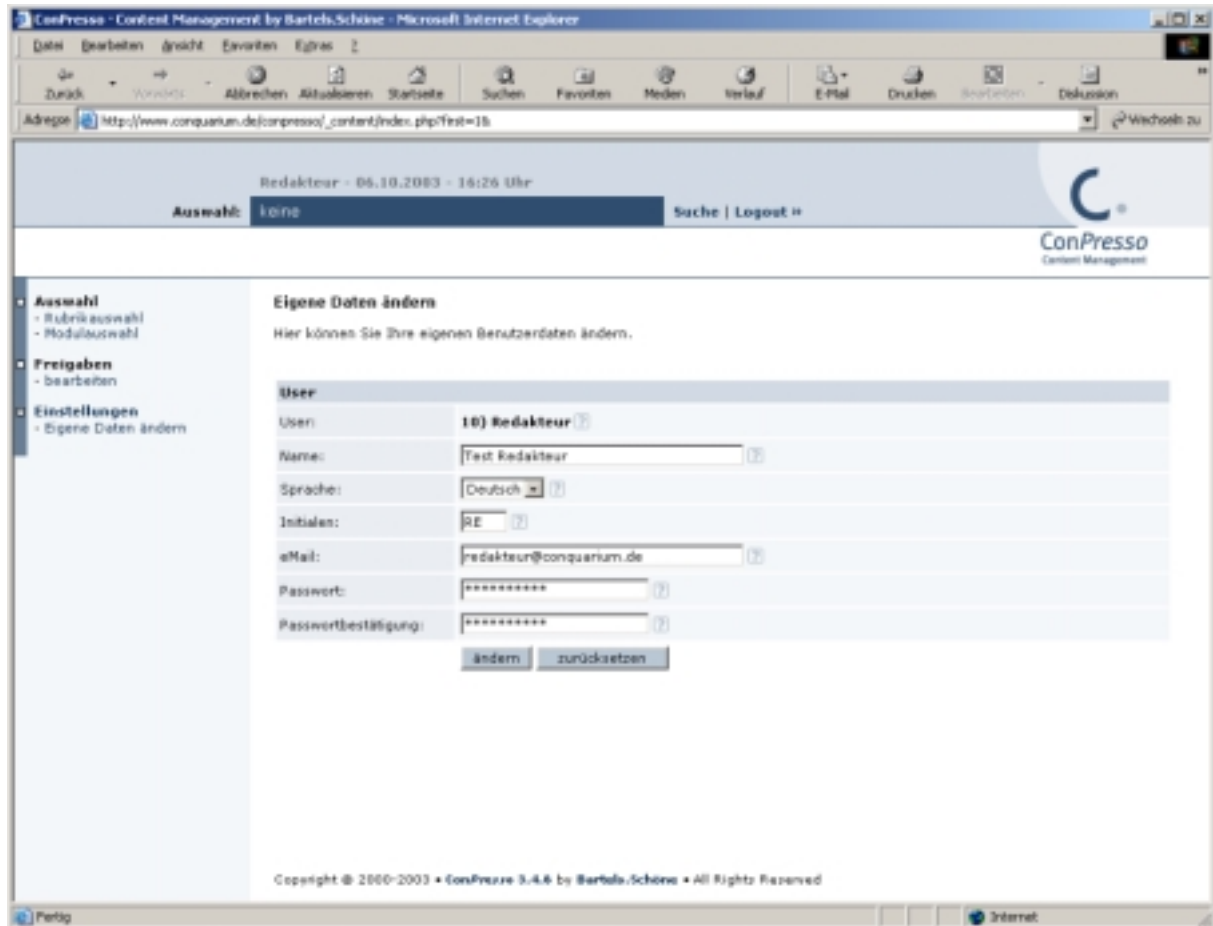 ConPresso - Content Management by Bartels.Schöne - Microsoft Internet Explorer
Datei Bearbeiten Ansicht Favoriten Extras ?
Zurück Vorwärts Abbrechen Aktualisieren Startseite Suchen Favoriten Medien Verlauf E-Mail Drucken Bearbeiten Diskussion
Adresse http://www.conquarium.de/conpresso/_content/index.php?first=1& Wechseln zu
Redakteur - 06.10.2003 - 16:26 Uhr
Auswahl: keine Suche | Logout »
C.
ConPresso
Content Management
Auswahl
- Rubrikauswahl
- Modulauswahl
Freigaben
- bearbeiten
Einstellungen
- Eigene Daten ändern
Eigene Daten ändern
Hier können Sie Ihre eigenen Benutzerdaten ändern.
User
User: 10) Redakteur ?
Name: Test Redakteur ?
Sprache: Deutsch ?
Initialen: RE ?
eMail: redakteur@conquarium.de ?
Passwort: ********** ?
Passwortbestätigung: ********** ?
ändern zurücksetzen
Copyright © 2000-2003 • ConPresso 3.4.6 by Bartels.Schöne • All Rights Reserved
Fertig Internet